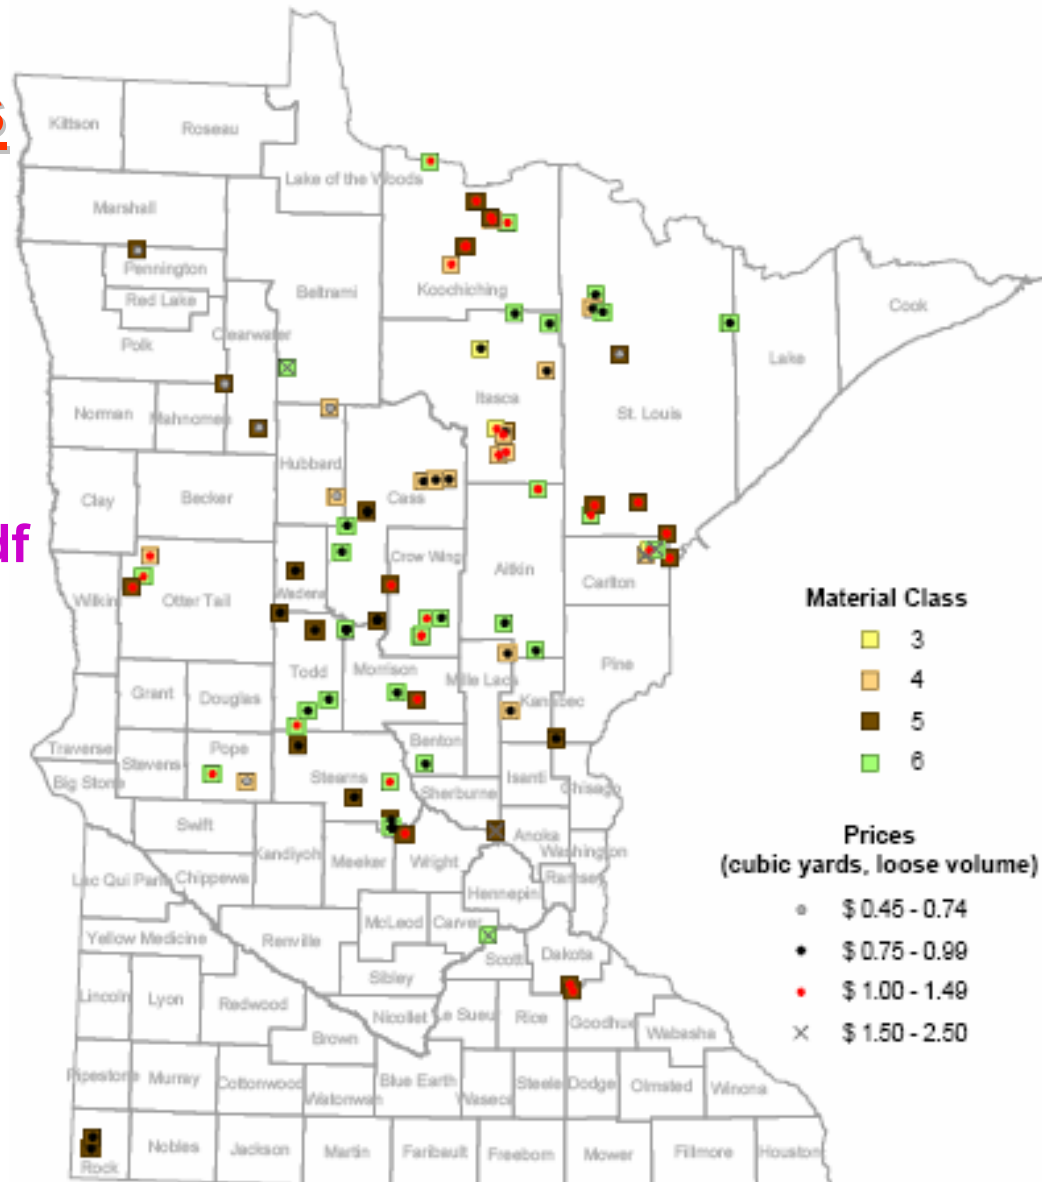 Kittson
Roseau
Lake of the Woods
Marshall
Pennington
Red Lake
Beltrami
Koochiching
Cook
Clearwater
Polk
Lake
Norman
Mahnomen
Itasca
St. Louis
Hubbard
Clay
Becker
Cass
df
Crow Wing
Aitkin
Carlton
Wilkin
Otter Tail
Wadena
Material Class
3
4
5
6
Todd
Morrison
Mille Lacs
Pine
Kanabec
Grant
Douglas
Traverse
Stevens
Pope
Benton
Big Stone
Stearns
Sherburne
Isanti
Chisago
Swift
Kandiyohi
Meeker
Wright
Anoka
Washington
Prices
(cubic yards, loose volume)
$ 0.45 - 0.74
$ 0.75 - 0.99
$ 1.00 - 1.49
$ 1.50 - 2.50
Lac Qui Parle
Chippewa
Hennepin
Ramsey
McLeod
Carver
Yellow Medicine
Renville
Scott
Dakota
Sibley
Lincoln
Lyon
Redwood
Nicollet
Le Sueur
Rice
Goodhue
Wabasha
Brown
Pipestone
Murray
Cottonwood
Watonwan
Blue Earth
Waseca
Steele
Dodge
Olmsted
Winona
Rock
Nobles
Jackson
Martin
Faribault
Freeborn
Mower
Fillmore
Houston